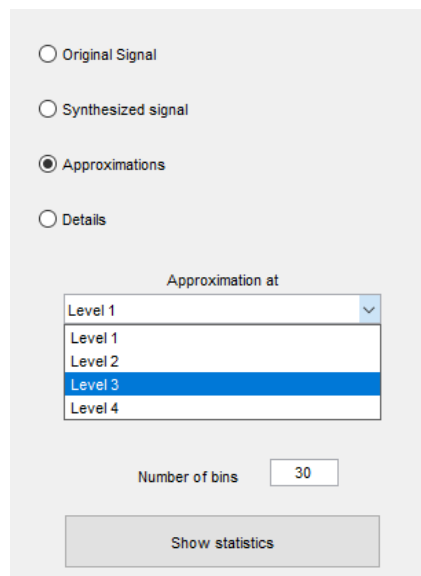 Original Signal
Synthesized signal
Approximations
Details
Approximation at
Level 1
Level 1
Level 2
Level 3
Level 4
Number of bins 30
Show statistics